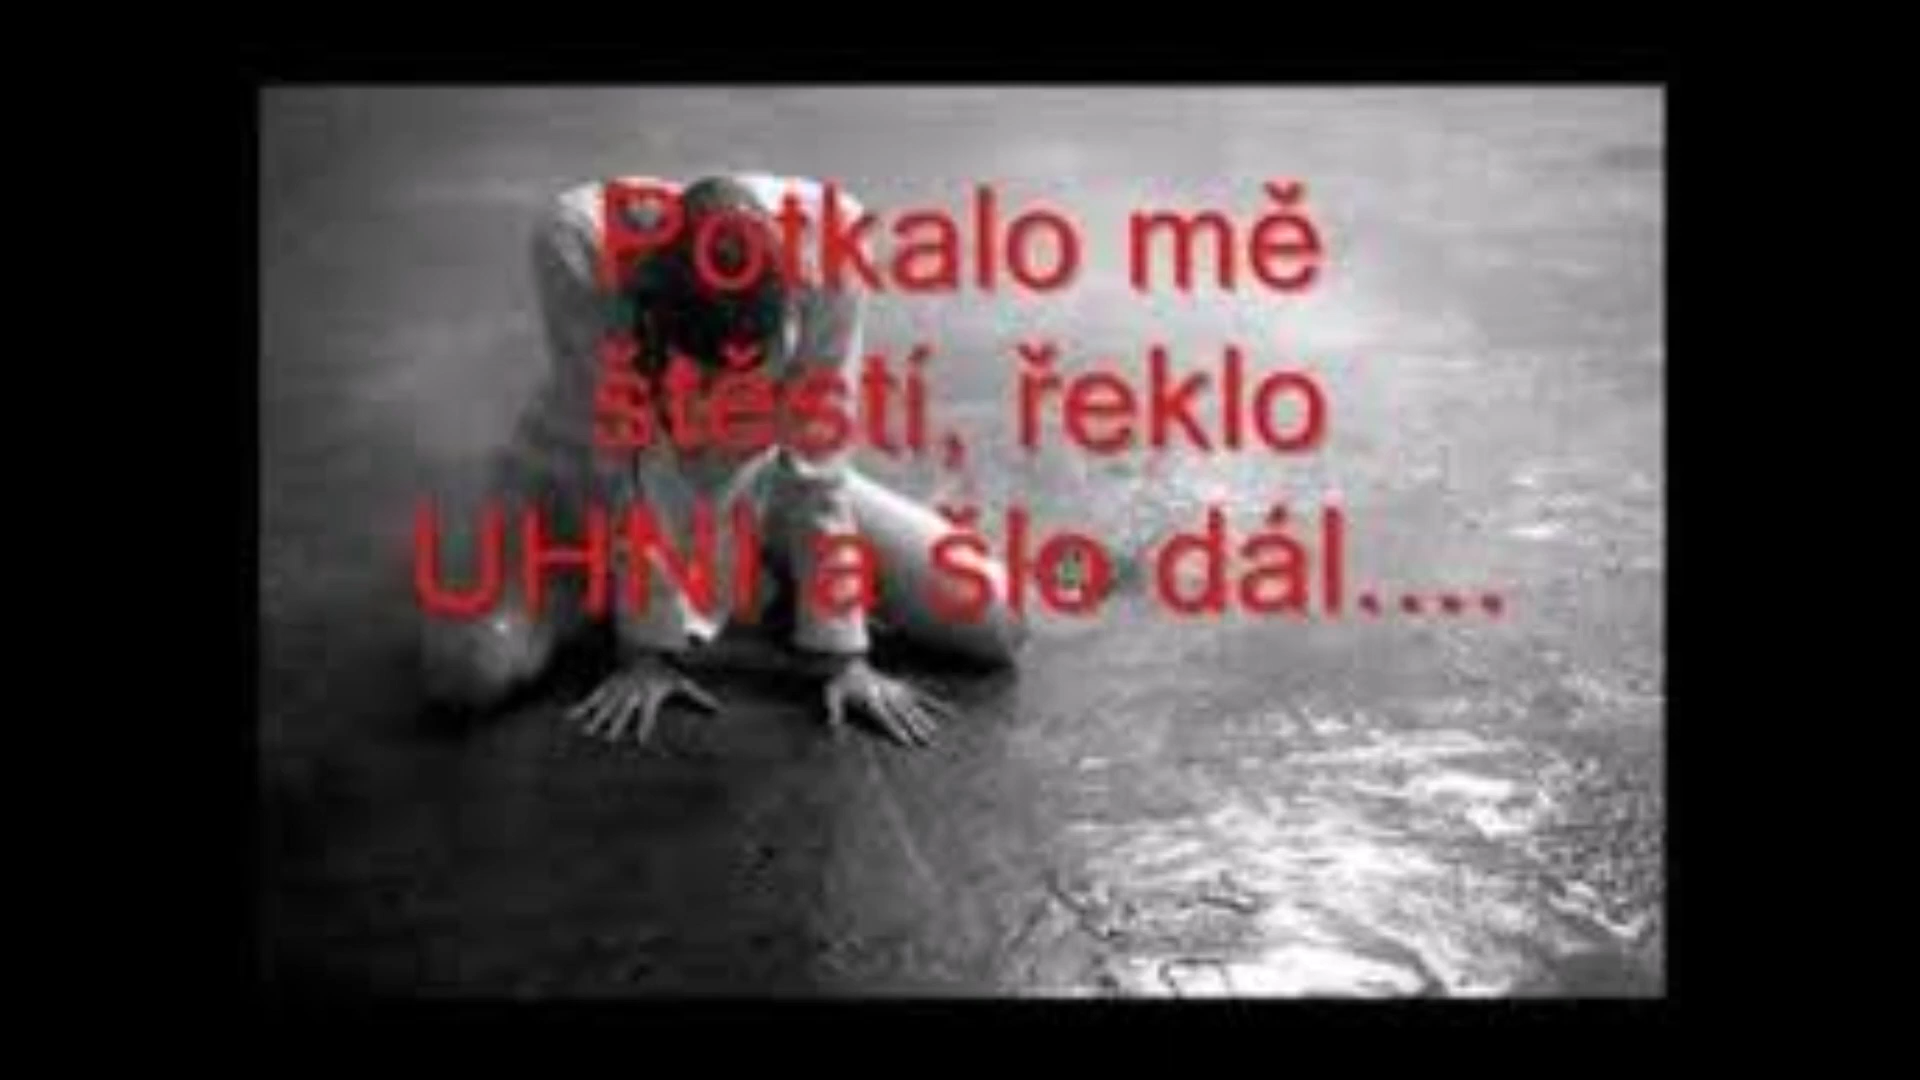 Potkalo mě
štěstí, řeklo
UHNI a šlo dál....